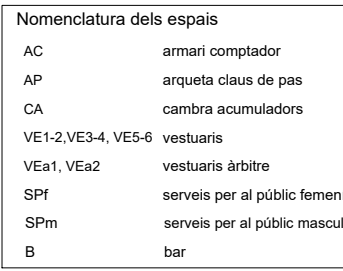 Nomenclatura dels espais
AC armari comptador
AP arqueta claus de pas
CA cambra acumuladors
VE1-2,VE3-4, VE5-6 vestuaris
VEa1, VEa2 vestuaris àrbitre
SPf serveis per al públic femen
SPm serveis per al públic mascul
B bar